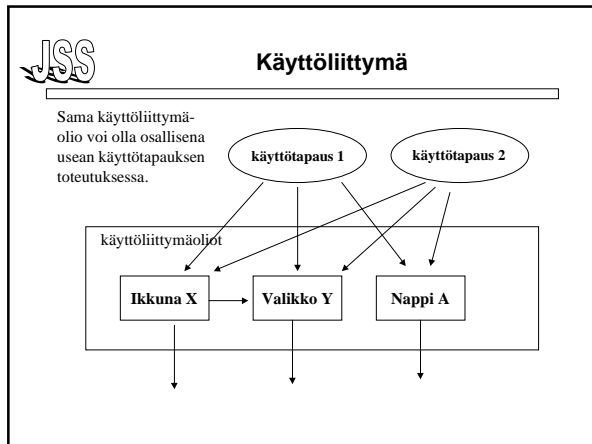 JSS
Käyttöliittymä
Sama käyttöliittymä-
olio voi olla osallisena
usean käyttötapauksen
toteutuksessa.
käyttötapaus 1
käyttötapaus 2
käyttöliittymäoliot
Ikkuna X
Valikko Y
Nappi A